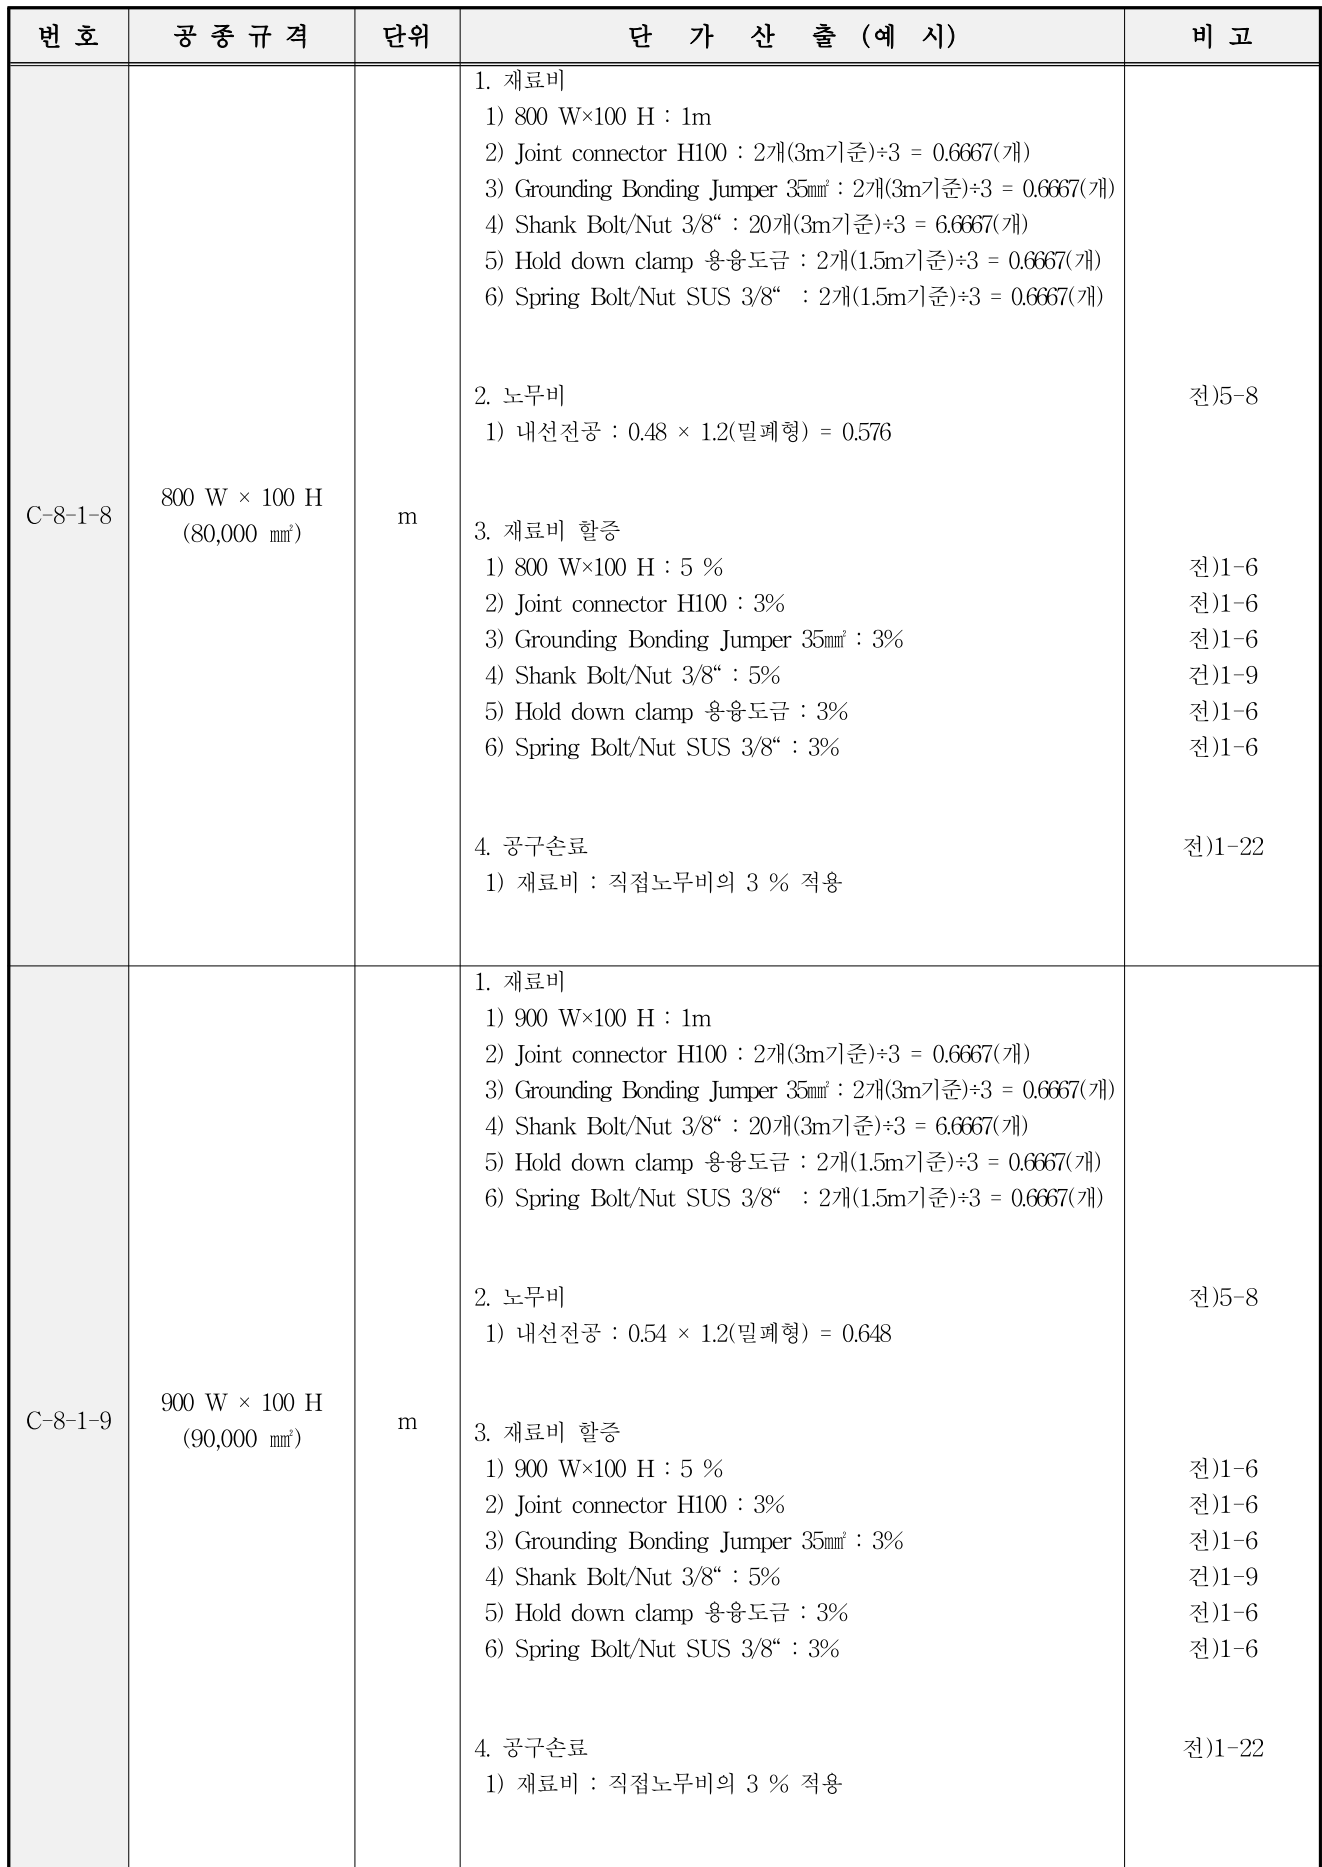 번 호 공 종 규 격 단위 단 가 산 출 (예 시) 비 고
1. 재료비
1) 800 W×100 H : 1m
2) Joint connector H100 : 2개(3m기준)÷3 = 0.6667(개)
3) Grounding Bonding Jumper 35㎟ : 2개(3m기준)÷3 = 0.6667(개)
4) Shank Bolt/Nut 3/8“ : 20개(3m기준)÷3 = 6.6667(개)
5) Hold down clamp 용융도금 : 2개(1.5m기준)÷3 = 0.6667(개)
6) Spring Bolt/Nut SUS 3/8“ : 2개(1.5m기준)÷3 = 0.6667(개)
2. 노무비 전)5-8
1) 내선전공 : 0.48 × 1.2(밀폐형) = 0.576
C-8-1-8 800 W × 100 H m
(80,000 ㎟)
3. 재료비 할증
1) 800 W×100 H : 5 % 전)1-6
2) Joint connector H100 : 3% 전)1-6
3) Grounding Bonding Jumper 35㎟ : 3% 전)1-6
4) Shank Bolt/Nut 3/8“ : 5% 건)1-9
5) Hold down clamp 용융도금 : 3% 전)1-6
6) Spring Bolt/Nut SUS 3/8“ : 3% 전)1-6
4. 공구손료 전)1-22
1) 재료비 : 직접노무비의 3 % 적용
1. 재료비
1) 900 W×100 H : 1m
2) Joint connector H100 : 2개(3m기준)÷3 = 0.6667(개)
3) Grounding Bonding Jumper 35㎟ : 2개(3m기준)÷3 = 0.6667(개)
4) Shank Bolt/Nut 3/8“ : 20개(3m기준)÷3 = 6.6667(개)
5) Hold down clamp 용융도금 : 2개(1.5m기준)÷3 = 0.6667(개)
6) Spring Bolt/Nut SUS 3/8“ : 2개(1.5m기준)÷3 = 0.6667(개)
2. 노무비 전)5-8
1) 내선전공 : 0.54 × 1.2(밀폐형) = 0.648
C-8-1-9 900 W × 100 H m
(90,000 ㎟)
3. 재료비 할증
1) 900 W×100 H : 5 % 전)1-6
2) Joint connector H100 : 3% 전)1-6
3) Grounding Bonding Jumper 35㎟ : 3% 전)1-6
4) Shank Bolt/Nut 3/8“ : 5% 건)1-9
5) Hold down clamp 용융도금 : 3% 전)1-6
6) Spring Bolt/Nut SUS 3/8“ : 3% 전)1-6
4. 공구손료 전)1-22
1) 재료비 : 직접노무비의 3 % 적용